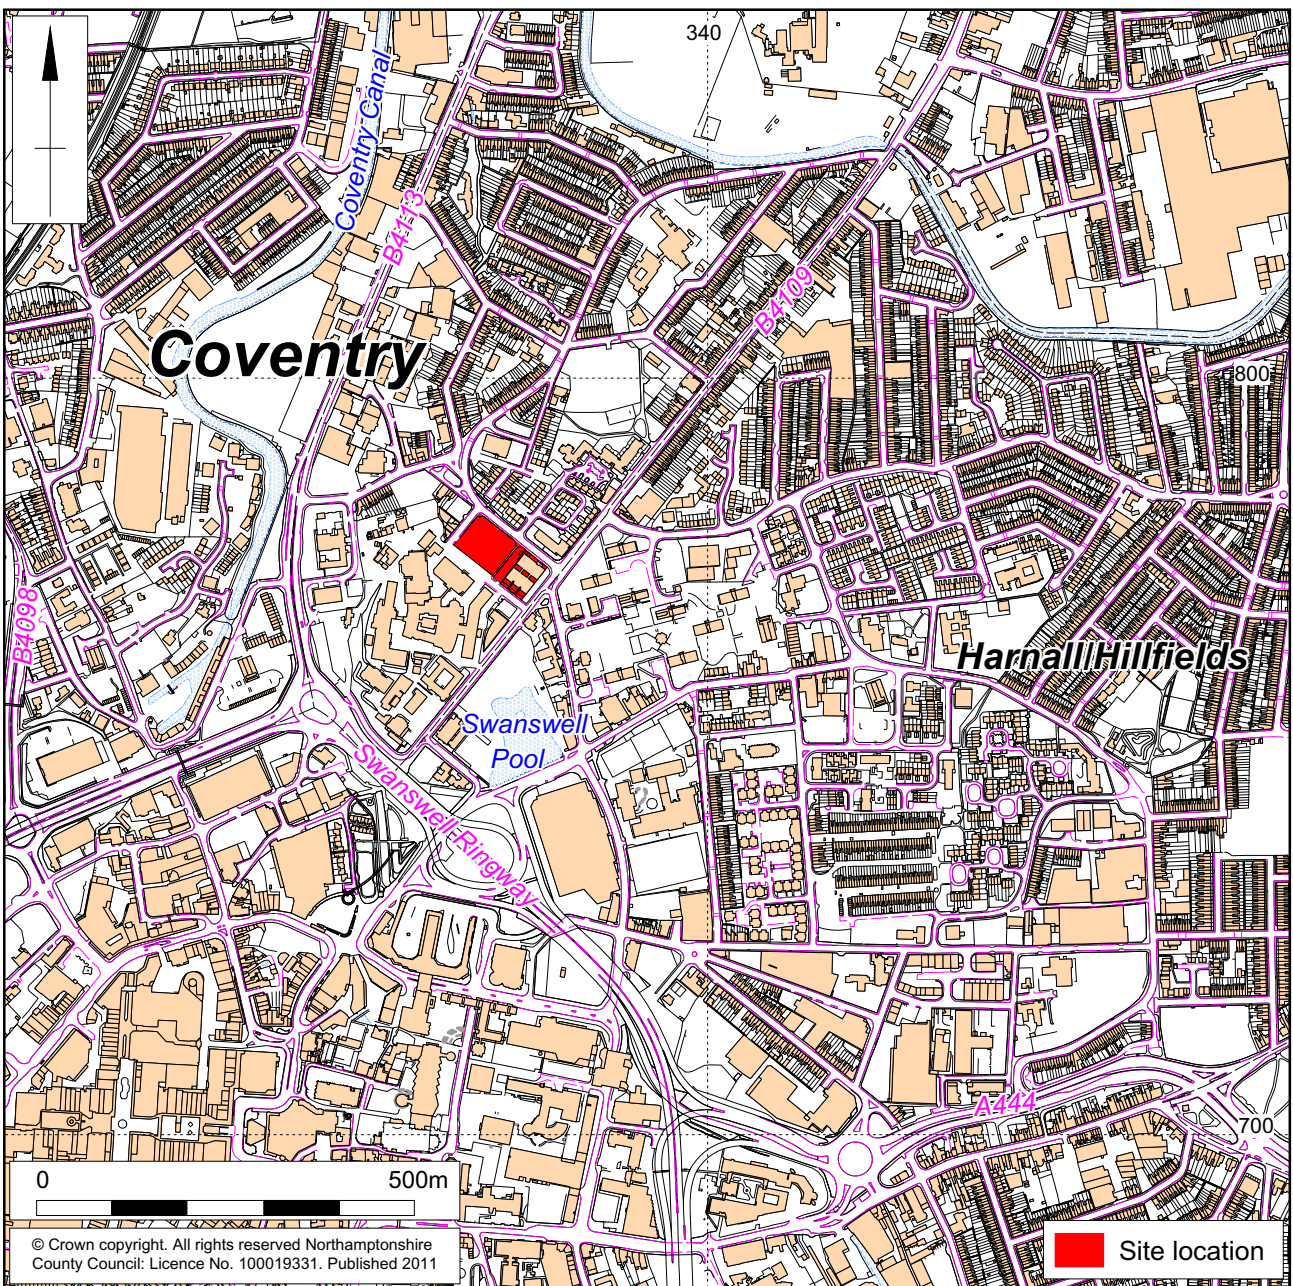 340
Coventry Canal
B4113
B4109
Coventry
800
B4098
Harnall/Hillfields
Swanswell
Pool
Swanswell Ringway
A444
700
0 500m
© Crown copyright. All rights reserved Northamptonshire
County Council: Licence No. 100019331. Published 2011
Site location